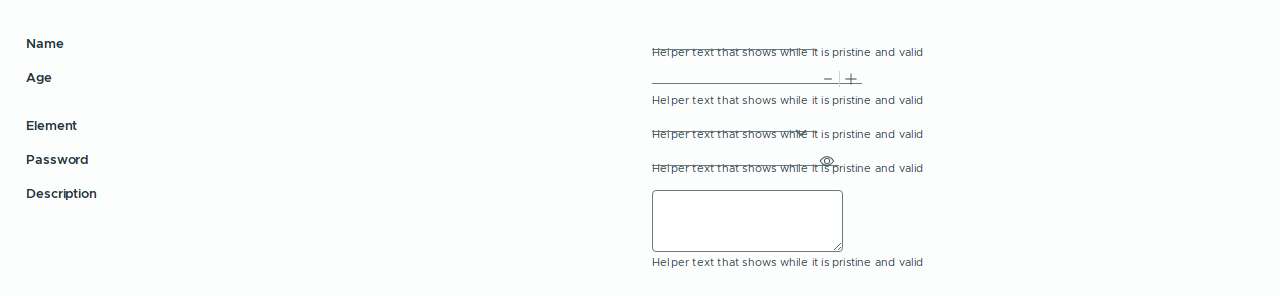 Name
Helper text that shows while it is pristine and valid
Age
Helper text that shows while it is pristine and valid
Element
Helper text that shows while it is pristine and valid
Password
Helper text that shows while it is pristine and valid
Description
Helper text that shows while it is pristine and valid